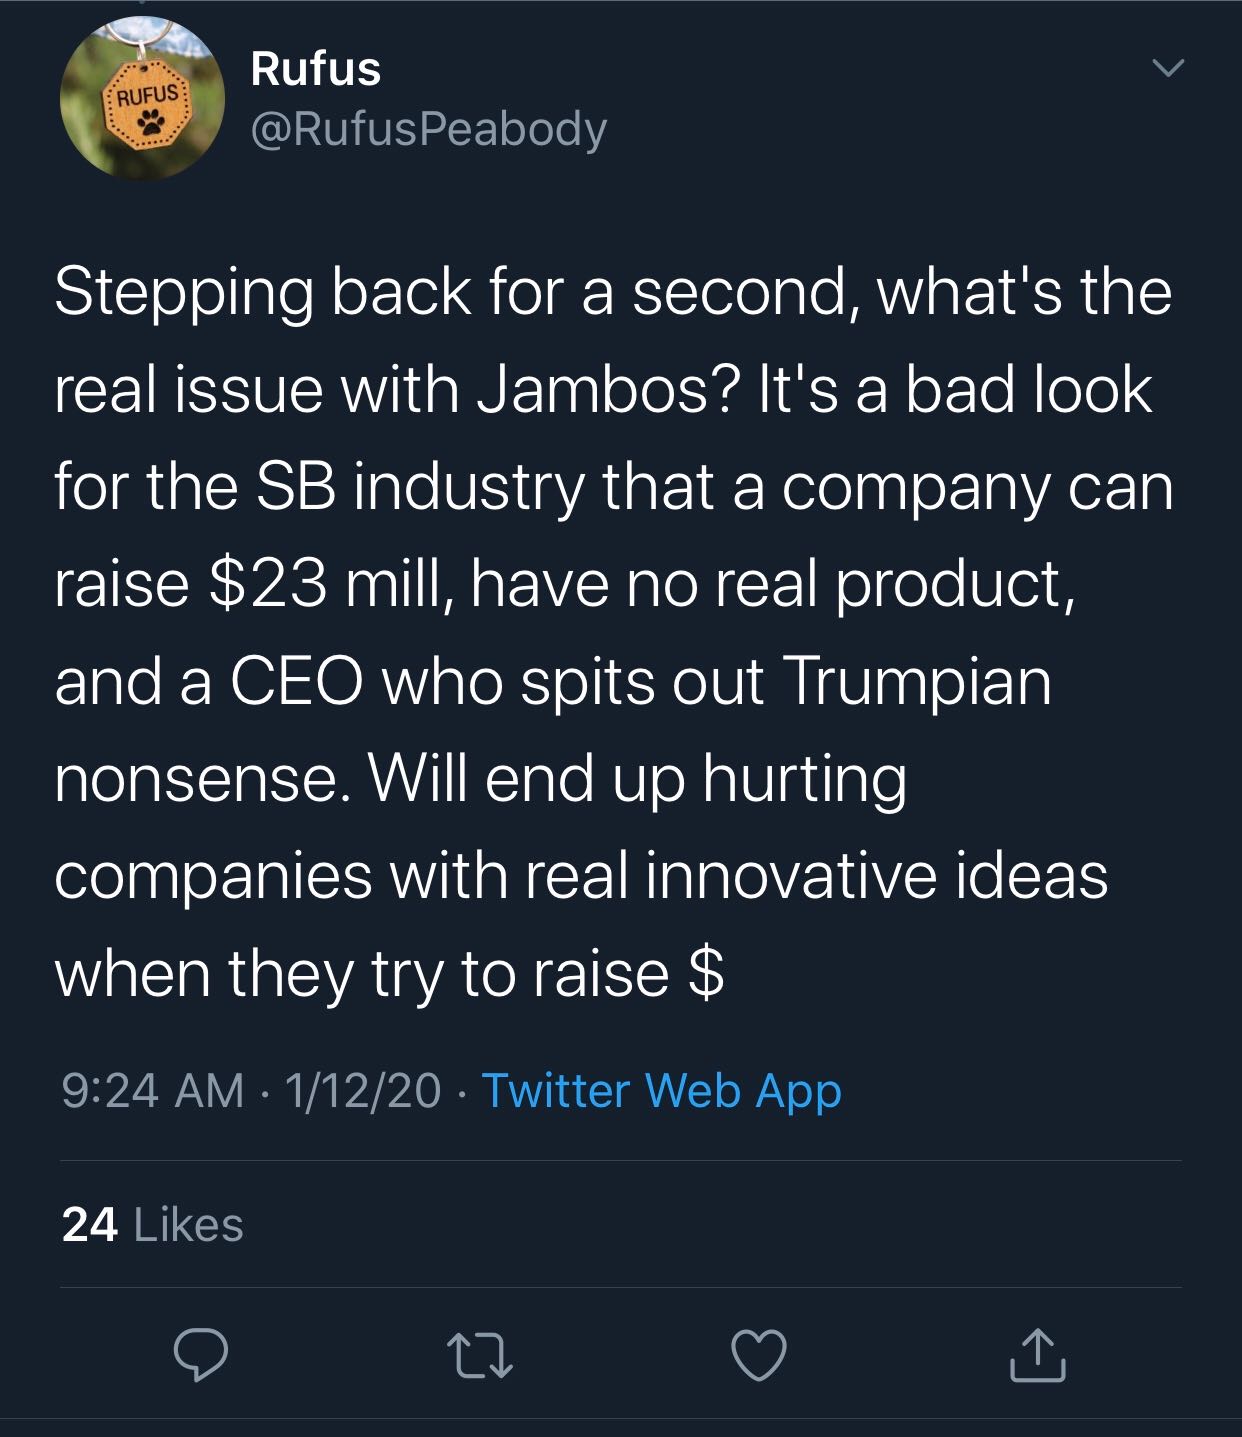 RUFUS
Rufus
@RufusPeabody
Stepping back for a second, what's the
real issue with Jambos? It's a bad look
for the SB industry that a company can
raise $23 mill, have no real product,
and a CEO who spits out Trumpian
nonsense. Will end up hurting
companies with real innovative ideas
when they try to raise $
9:24 AM · 1/12/20 · Twitter Web App
24 Likes